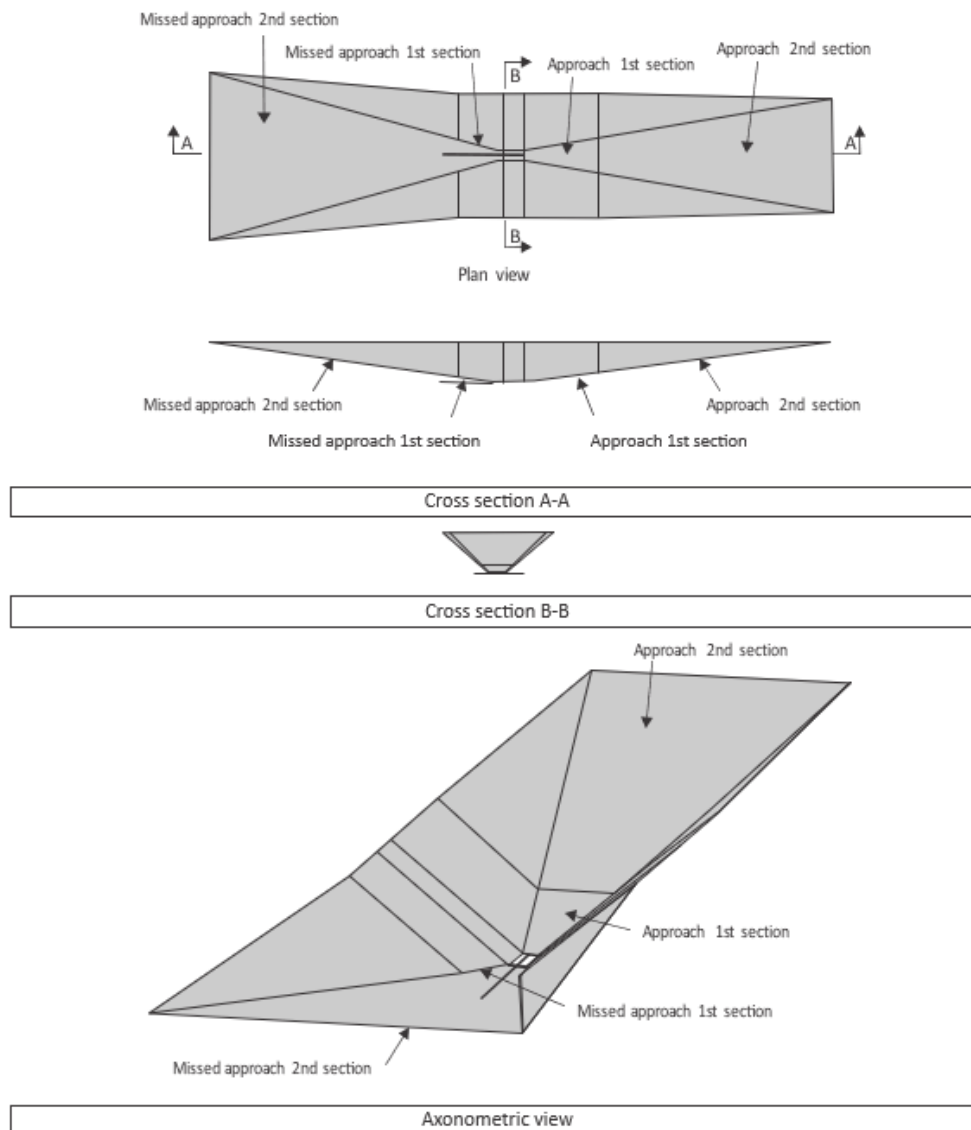 Missed approach 2nd section
Missed approach 1st section
B
Approach 1st section
Approach 2nd section
A
A
B
Plan view
Missed approach 2nd section
Approach 2nd section
Missed approach 1st section
Approach 1st section
Cross section A-A
Cross section B-B
Approach 2nd section
Approach 1st section
Missed approach 1st section
Missed approach 2nd section
Axonometric view